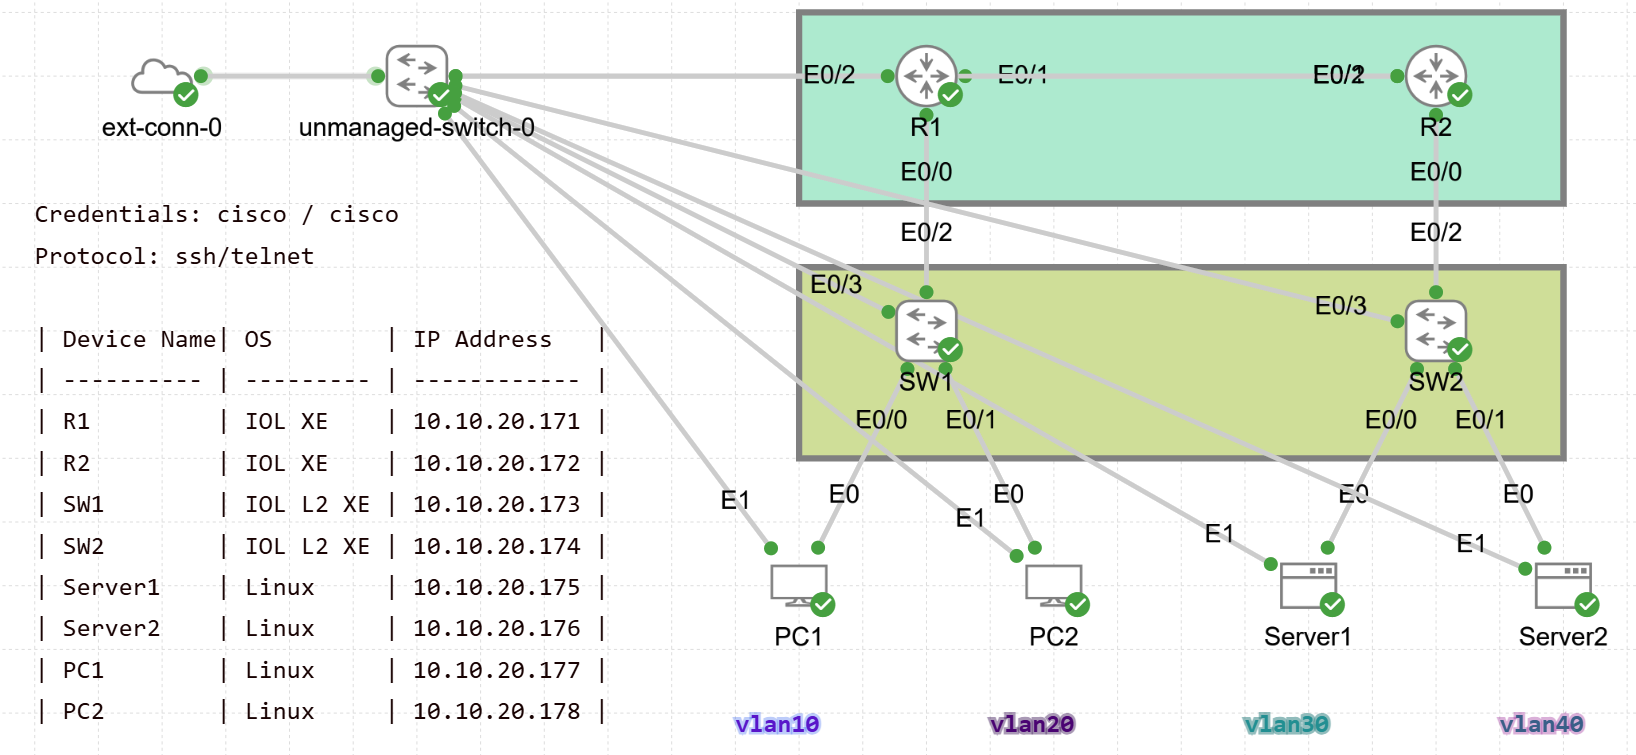 E0/2
E0/1
ext-conn-0
unmanaged-switch-0
R1
R2
E0/0
E0/0
Credentials: cisco / cisco
E0/2
E0/2
Protocol: ssh/telnet
E0/3
E0/3
| Device Name| OS | IP Address |
| ---------- | --------- | ------------ |
| R1 | IOL XE | 10.10.20.171 |
| R2 | IOL XE | 10.10.20.172 |
| SW1 | IOL L2 XE | 10.10.20.173 |
| SW2 | IOL L2 XE | 10.10.20.174 |
| Server1 | Linux | 10.10.20.175 |
| Server2 | Linux | 10.10.20.176 |
| PC1 | Linux | 10.10.20.177 |
| PC2 | Linux | 10.10.20.178 |
SW1
SW2
E0/0
E0/1
E0/0
E0/1
E1
E0
E1
E0
E1
E0
E1
E0
PC1
PC2
Server1
Server2
vlan10
vlan20
vlan30
vlan40